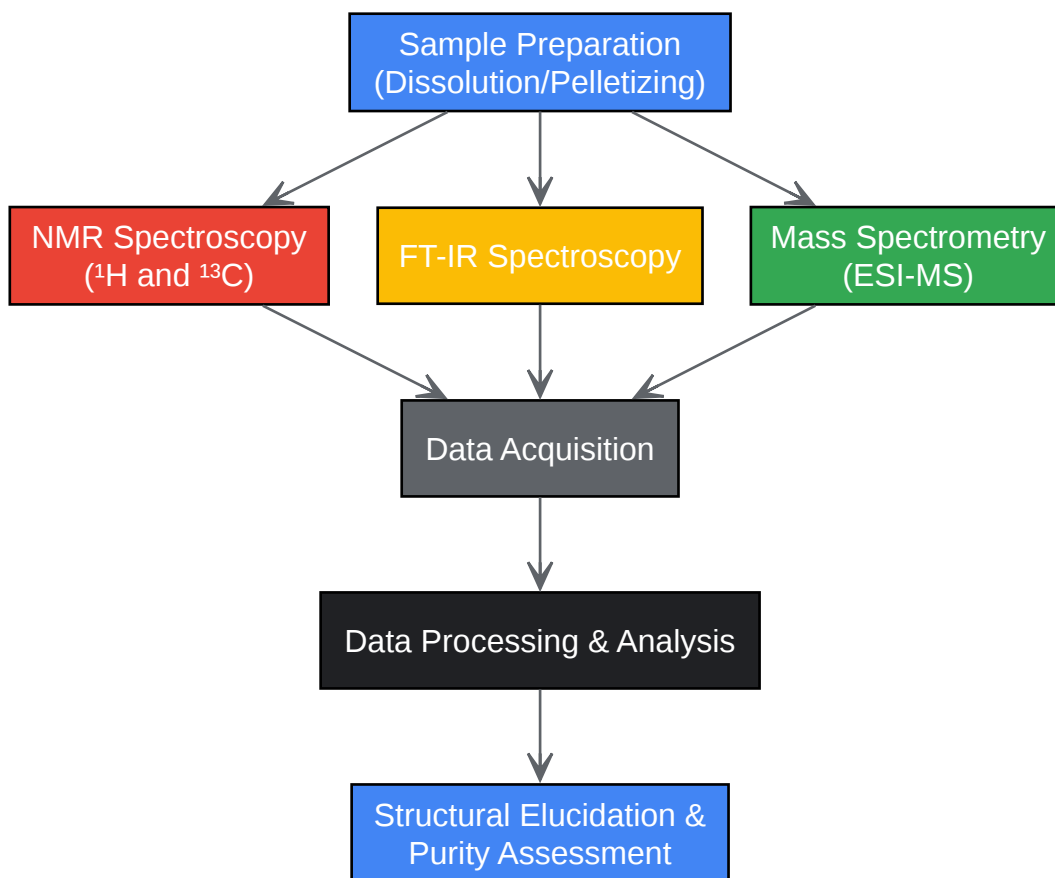 Sample Preparation
(Dissolution/Pelletizing)
NMR Spectroscopy
(¹H and ¹³C)
FT-IR Spectroscopy
Mass Spectrometry
(ESI-MS)
Data Acquisition
Data Processing & Analysis
Structural Elucidation &
Purity Assessment